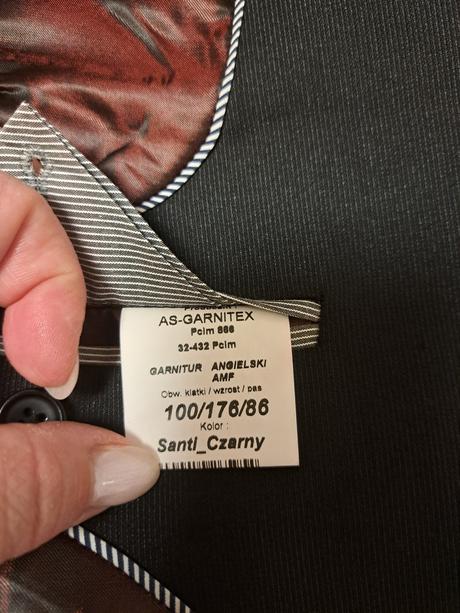 AS-GARNITEX
Pcim 866
32-432 Pcim
GARNITUR ANGIELSKI
AMF
Obw. klatki / wzrost / pas
100/176/86
Kolor :
Santi_Czarny